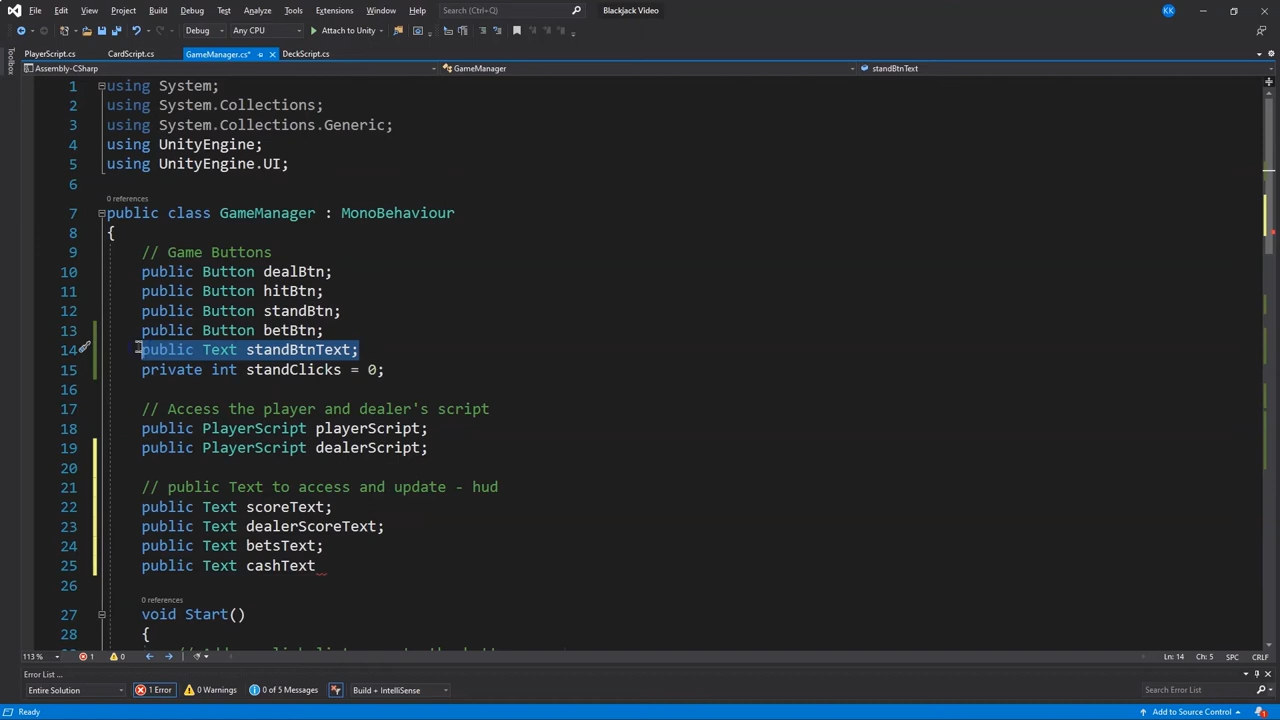 File Edit View Project Build Debug Test Analyze Tools Extensions Window Help Search (Ctrl+Q) Blackjack Video KK
Debug Any CPU Attach to Unity
PlayerScript.cs CardScript.cs GameManager.cs* DeckScript.cs
Toolbox
Assembly-CSharp GameManager standBtnText
1 using System;
2 using System.Collections;
3 using System.Collections.Generic;
4 using UnityEngine;
5 using UnityEngine.UI;
6
0 references
7 public class GameManager : MonoBehaviour
8 {
9 // Game Buttons
10 public Button dealBtn;
11 public Button hitBtn;
12 public Button standBtn;
13 public Button betBtn;
14 public Text standBtnText;
15 private int standClicks = 0;
16
17 // Access the player and dealer's script
18 public PlayerScript playerScript;
19 public PlayerScript dealerScript;
20
21 // public Text to access and update - hud
22 public Text scoreText;
23 public Text dealerScoreText;
24 public Text betsText;
25 public Text cashText
26
0 references
27 void Start()
28 {
113 % 1 0 Ln: 14 Ch: 5 SPC CRLF
Error List ...
Entire Solution 1 Error 0 Warnings 0 of 5 Messages Build + IntelliSense Search Error List
Ready Add to Source Control 1